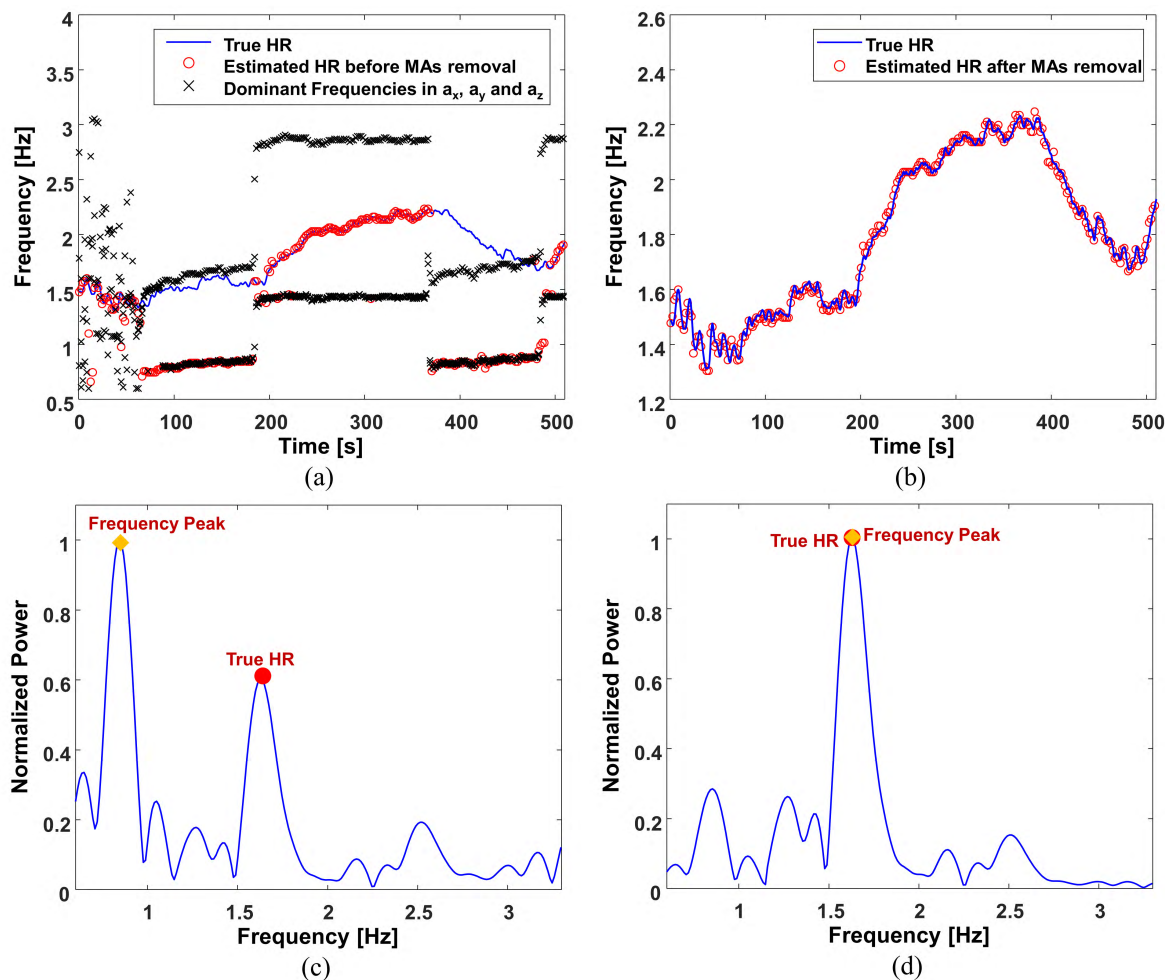 4
3.5
3
2.5
2
1.5
1
0.5
Frequency [Hz]
True HR
Estimated HR before MAs removal
Dominant Frequencies in ax, ay and az
0 100 200 300 400 500
Time [s]
(a)
2.6
2.4
2.2
2
1.8
1.6
1.4
1.2
Frequency [Hz]
True HR
Estimated HR after MAs removal
0 100 200 300 400 500
Time [s]
(b)
1
0.8
0.6
0.4
0.2
0
Normalized Power
Frequency Peak
True HR
1 1.5 2 2.5 3
Frequency [Hz]
(c)
1
0.8
0.6
0.4
0.2
0
Normalized Power
True HR
Frequency Peak
1 1.5 2 2.5 3
Frequency [Hz]
(d)